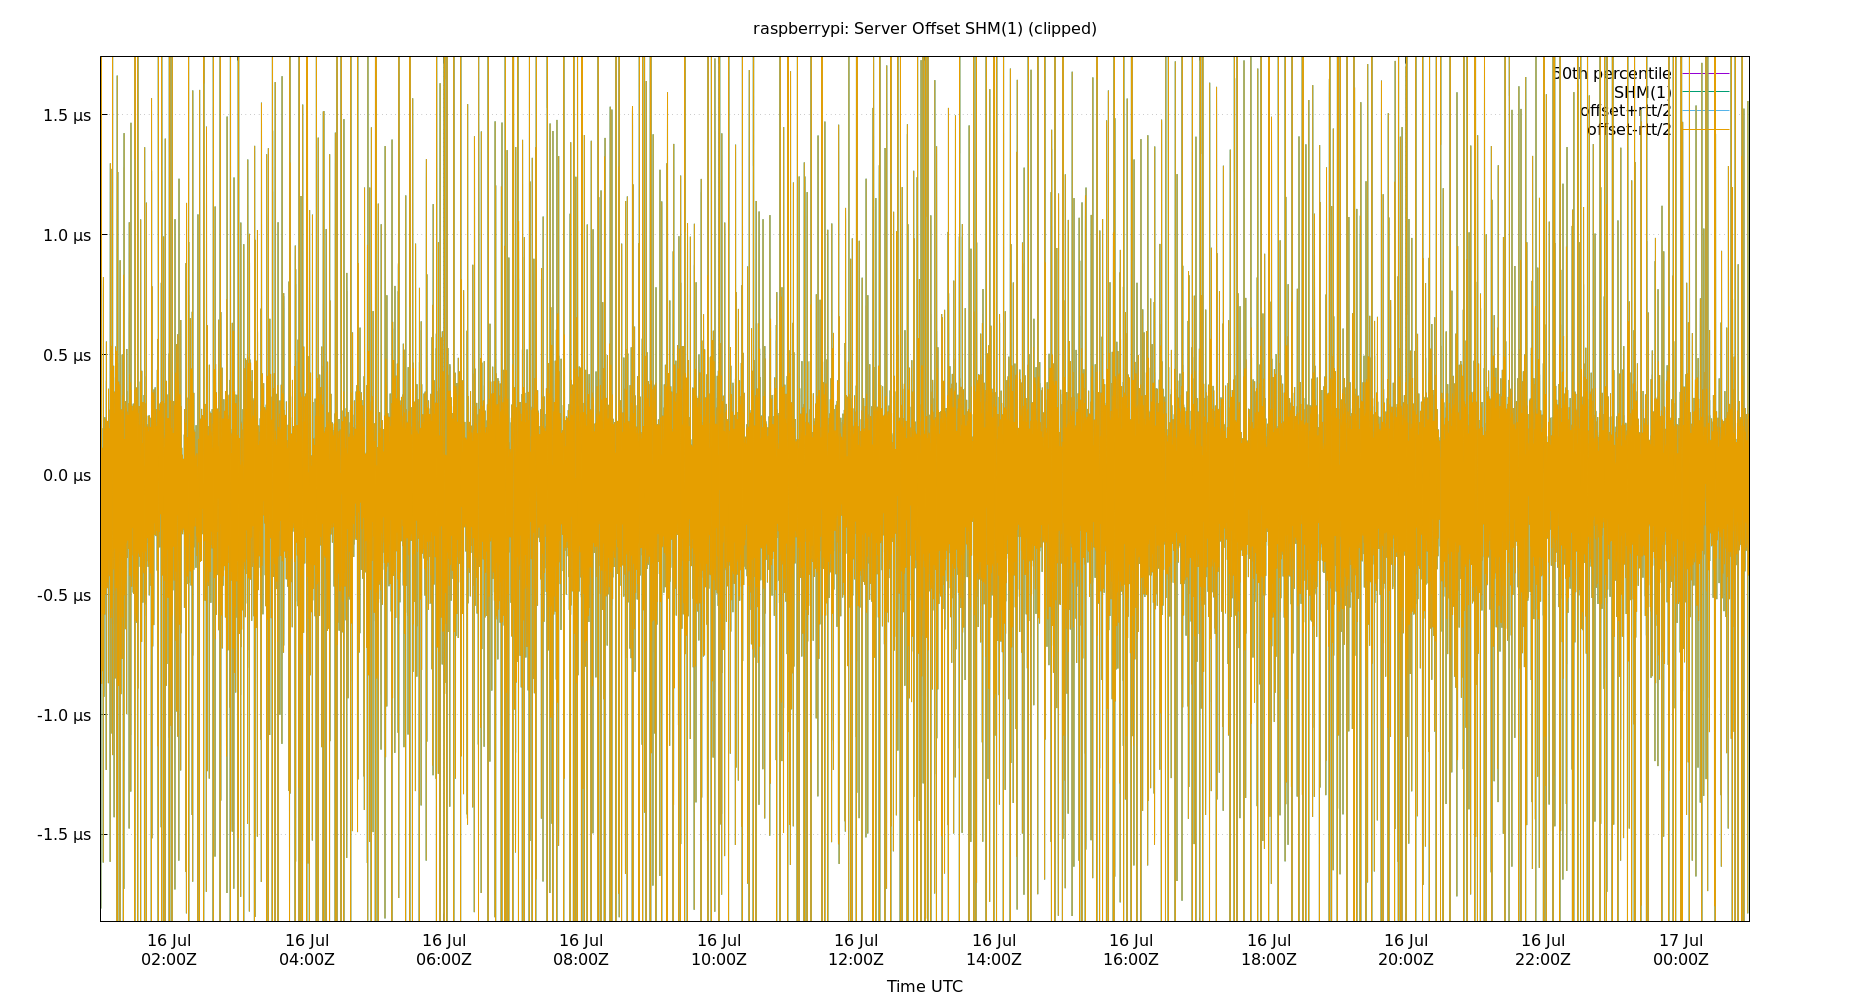 raspberrypi: Server Offset SHM(1) (clipped)
50th percentile
SHM(1)
offset+rtt/2
offset-rtt/2
1.5 µs
1.0 µs
0.5 µs
0.0 µs
-0.5 µs
-1.0 µs
-1.5 µs
16 Jul 16 Jul 16 Jul 16 Jul 16 Jul 16 Jul 16 Jul 16 Jul 16 Jul 16 Jul 16 Jul 17 Jul
02:00Z 04:00Z 06:00Z 08:00Z 10:00Z 12:00Z 14:00Z 16:00Z 18:00Z 20:00Z 22:00Z 00:00Z
Time UTC